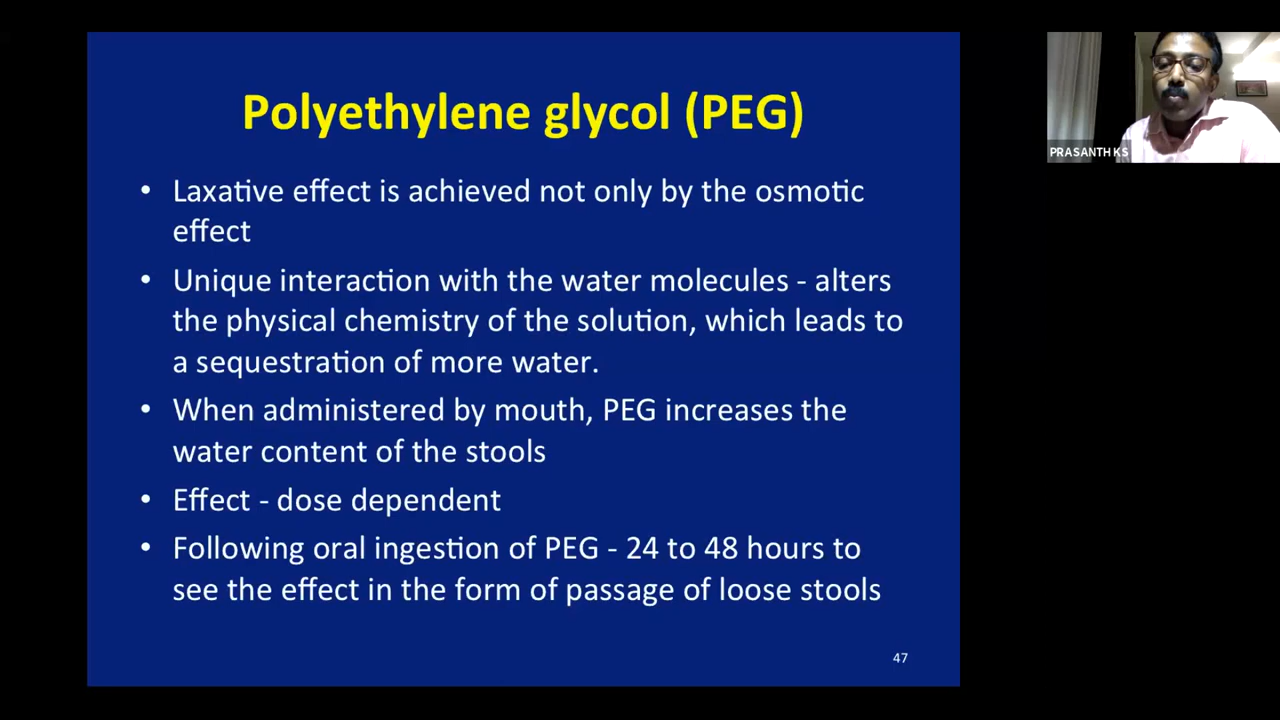 Polyethylene glycol (PEG)
• Laxative effect is achieved not only by the osmotic
effect
• Unique interaction with the water molecules - alters
the physical chemistry of the solution, which leads to
a sequestration of more water.
• When administered by mouth, PEG increases the
water content of the stools
• Effect - dose dependent
• Following oral ingestion of PEG - 24 to 48 hours to
see the effect in the form of passage of loose stools
47
PRASANTH K S